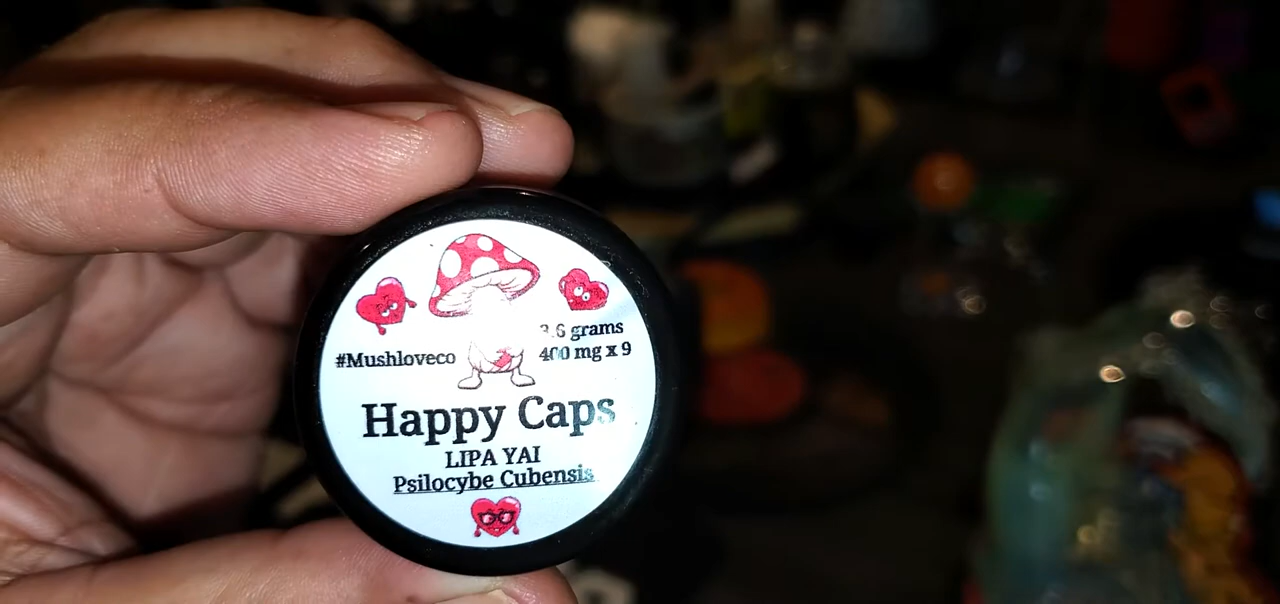 3.6 grams
#Mushloveco
400 mg x 9
Happy Caps
LIPA YAI
Psilocybe Cubensis